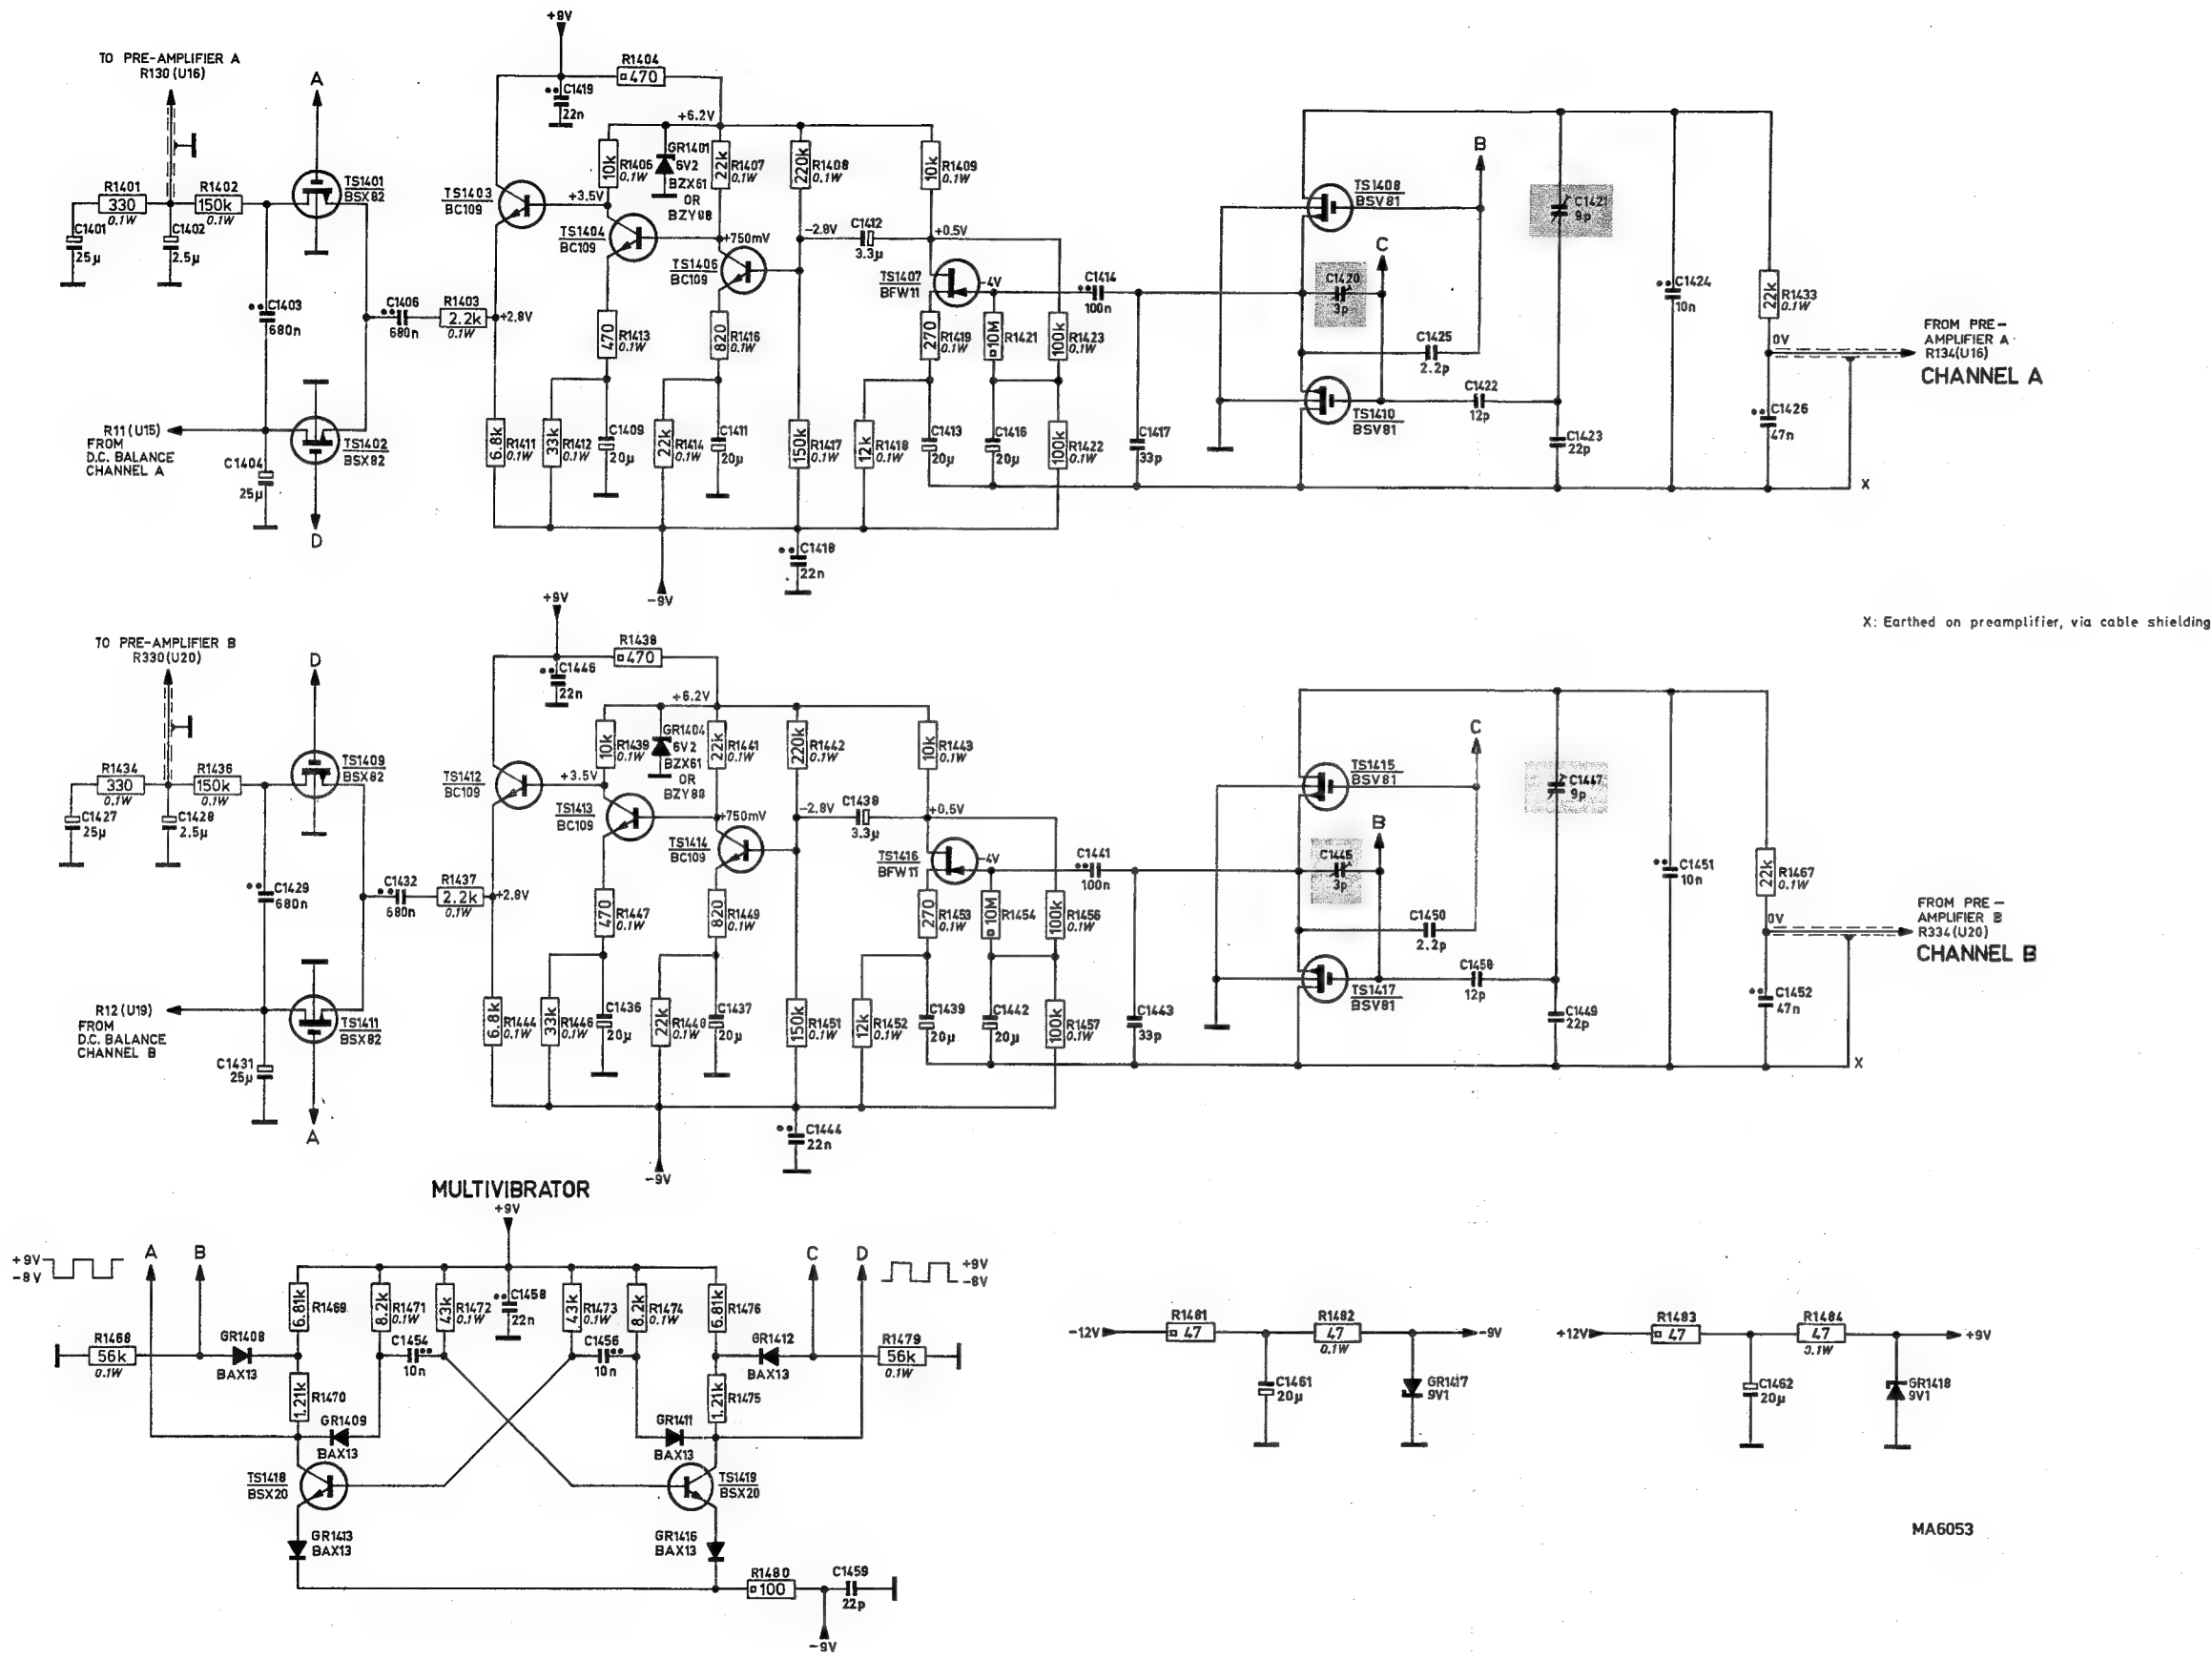 +9V
TO PRE-AMPLIFIER A
R130 (U16)
A
R1404
470
C1419
22n
+6.2V
R1401
330
0.1W
R1402
150k
0.1W
TS1401
BSX82
C1401
25µ
C1402
2.5µ
TS1403
BC109
10k
R1406
0.1W
GR1401
6V2
BZX61
OR
BZY88
22k
R1407
0.1W
220k
R1408
0.1W
10k
R1409
0.1W
+3.5V
TS1404
BC109
+750mV
TS1406
BC109
-2.8V
C1412
3.3µ
+0.5V
TS1407
BFW11
-4V
C1414
100n
C1403
680n
C1406
680n
R1403
2.2k
0.1W
+2.8V
470
R1413
0.1W
820
R1416
0.1W
270
R1419
0.1W
10M
R1421
100k
R1423
0.1W
R11 (U15)
FROM
D.C. BALANCE
CHANNEL A
C1404
25µ
TS1402
BSX82
D
6.8k
R1411
0.1W
33k
R1412
0.1W
C1409
20µ
22k
R1414
0.1W
C1411
20µ
150k
R1417
0.1W
12k
R1418
0.1W
C1413
20µ
C1416
20µ
100k
R1422
0.1W
C1417
33p
-9V
C1418
22n
B
TS1408
BSV81
C
C1420
3p
C1421
9p
C1425
2.2p
TS1410
BSV81
C1422
12p
C1423
22p
C1424
10n
22k
R1433
0.1W
0V
C1426
47n
X
FROM PRE-
AMPLIFIER A
R134(U16)
CHANNEL A
X: Earthed on preamplifier, via cable shielding
+9V
TO PRE-AMPLIFIER B
R330(U20)
D
R1438
470
C1446
22n
+6.2V
R1434
330
0.1W
R1436
150k
0.1W
TS1409
BSX82
C1427
25µ
C1428
2.5µ
TS1412
BC109
10k
R1439
0.1W
GR1404
6V2
BZX61
OR
BZY88
22k
R1441
0.1W
220k
R1442
0.1W
10k
R1443
0.1W
+3.5V
TS1413
BC109
+750mV
TS1414
BC109
-2.8V
C1438
3.3µ
+0.5V
TS1416
BFW11
-4V
C1441
100n
C1429
680n
C1432
680n
R1437
2.2k
0.1W
+2.8V
470
R1447
0.1W
820
R1449
0.1W
270
R1453
0.1W
10M
R1454
100k
R1456
0.1W
R12 (U19)
FROM
D.C. BALANCE
CHANNEL B
C1431
25µ
TS1411
BSX82
A
6.8k
R1444
0.1W
33k
R1446
0.1W
C1436
20µ
22k
R1448
0.1W
C1437
20µ
150k
R1451
0.1W
12k
R1452
0.1W
C1439
20µ
C1442
20µ
100k
R1457
0.1W
C1443
33p
-9V
C1444
22n
C
TS1415
BSV81
B
C1445
3p
C1447
9p
C1450
2.2p
TS1417
BSV81
12p
C1449
22p
C1451
10n
22k
R1467
0.1W
0V
C1452
47n
X
FROM PRE-
AMPLIFIER B
R334(U20)
CHANNEL B
MULTIVIBRATOR
+9V
+9V
-8V
A
B
C
D
+9V
-8V
6.81k
R1469
8.2k
R1471
0.1W
43k
R1472
0.1W
C1458
22n
43k
R1473
0.1W
8.2k
R1474
0.1W
6.81k
R1476
R1468
56k
0.1W
GR1408
BAX13
C1454
10n
C1456
10n
GR1412
BAX13
R1479
56k
0.1W
1.21k
R1470
GR1409
BAX13
GR1411
BAX13
1.21k
R1475
TS1418
BSX20
TS1419
BSX20
GR1413
BAX13
GR1416
BAX13
R1480
100
C1459
22p
-9V
-12V
R1481
47
R1482
47
0.1W
-9V
C1461
20µ
GR1417
9V1
+12V
R1483
47
R1484
47
0.1W
+9V
C1462
20µ
GR1418
9V1
MA6053